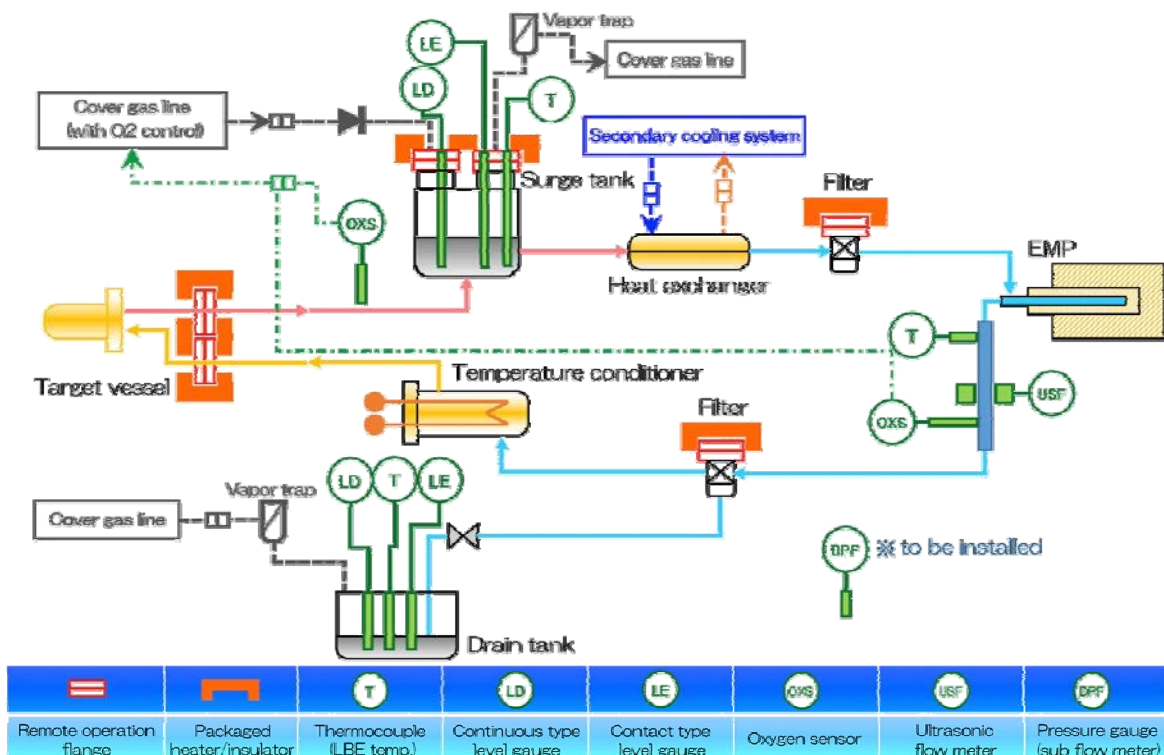 Vapor trap
LE
Cover gas line
LD
T
Cover gas line
(with O2 control)
Secondary cooling system
Surge tank
Filter
OXS
EMP
Heat exchanger
T
Target vessel
Temperature conditioner
Filter
USF
OXS
Vapor trap
LD
T
LE
Cover gas line
DPF
※ to be installed
Drain tank
T
LD
LE
OXS
USF
DPF
Remote operation
flange
Packaged
heater/insulator
Thermocouple
(LBE temp.)
Continuous type
level gauge
Contact type
level gauge
Oxygen sensor
Ultrasonic
flow meter
Pressure gauge
(sub flow meter)